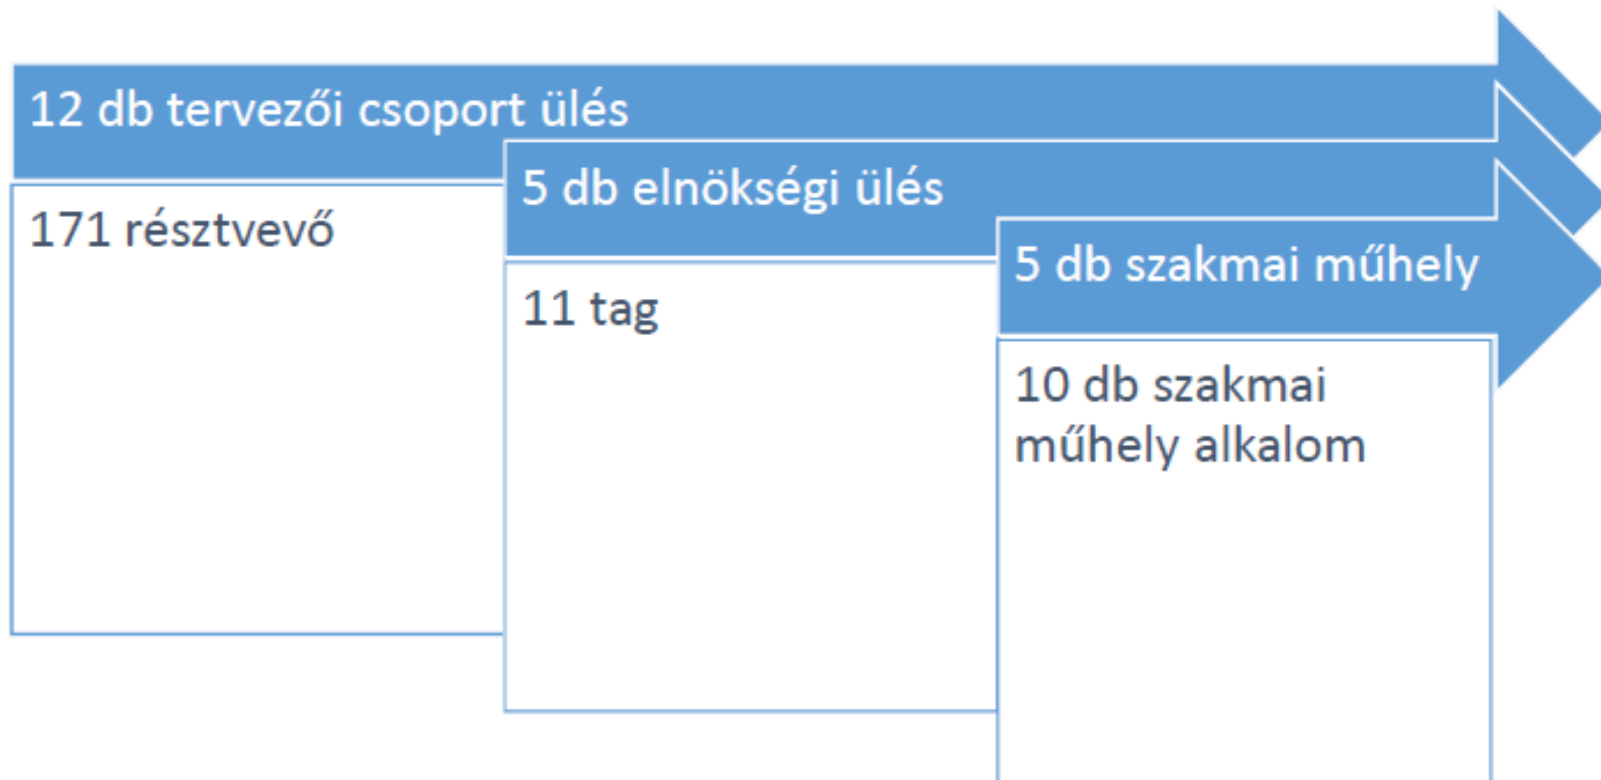 12 db tervezői csoport ülés
171 résztvevő
5 db elnökségi ülés
11 tag
5 db szakmai műhely
10 db szakmai
műhely alkalom